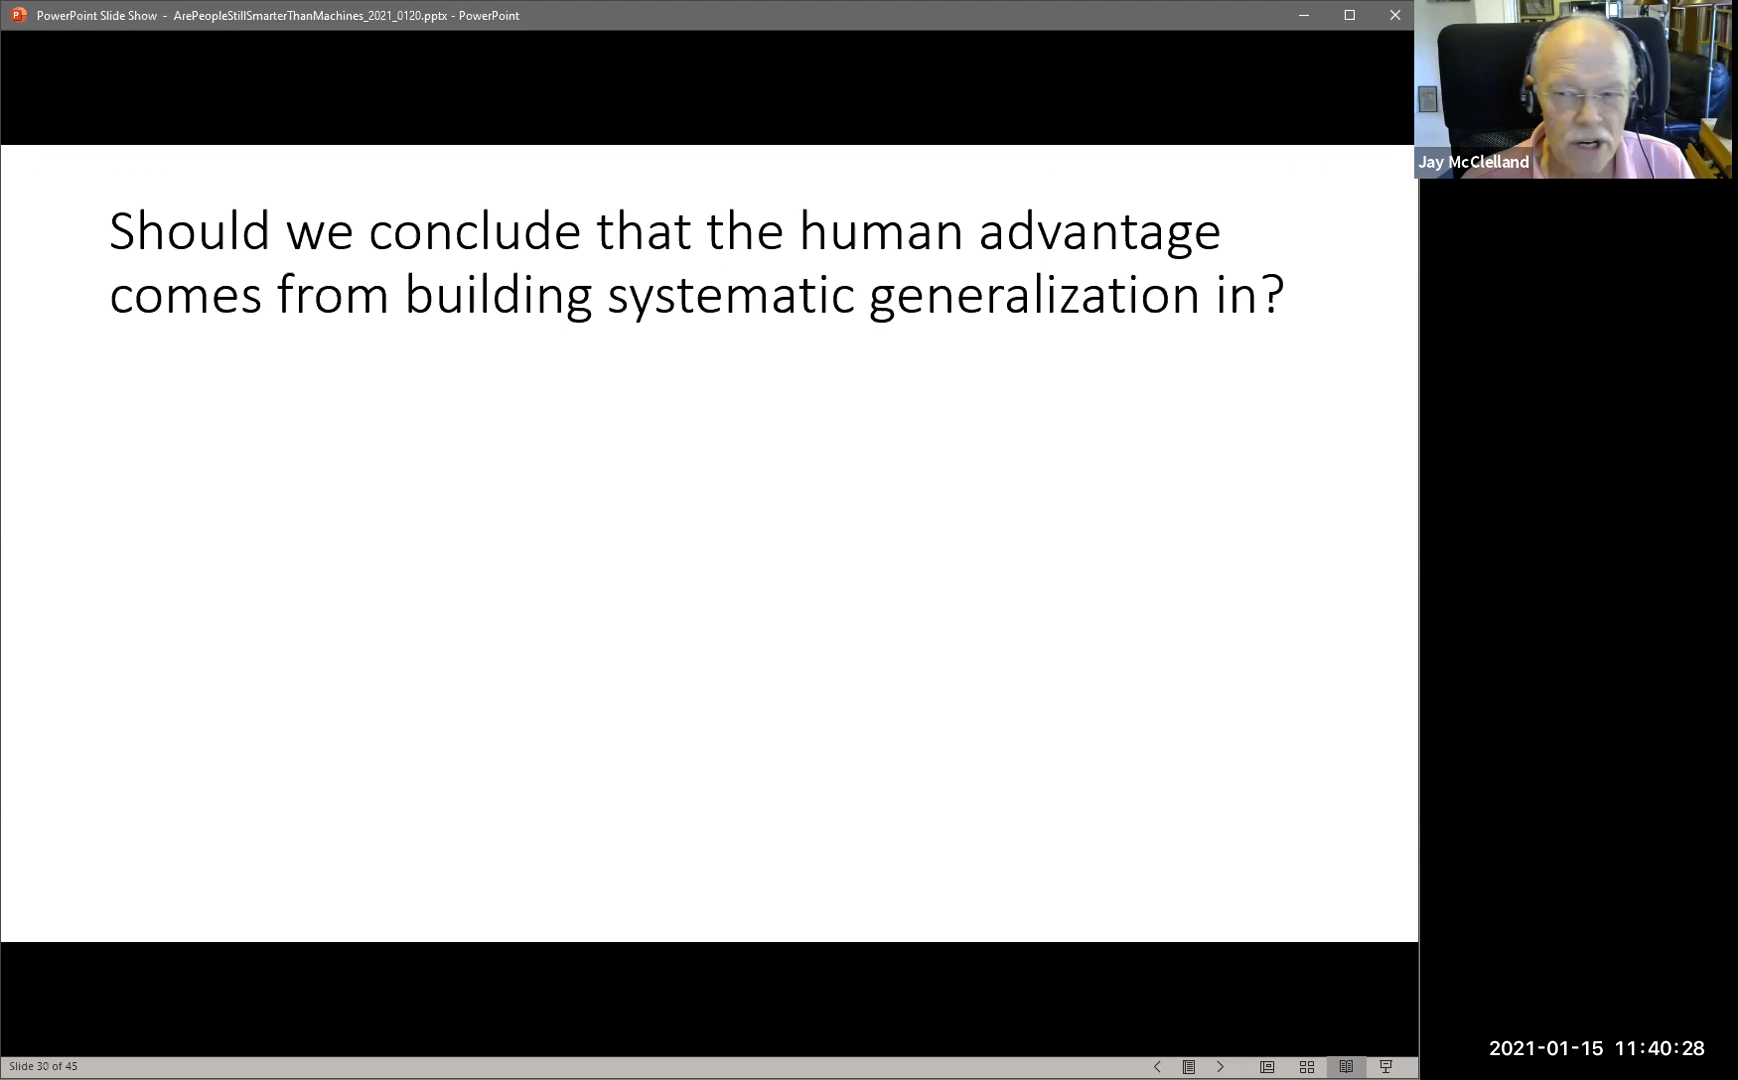 PowerPoint Slide Show - ArePeopleStillSmarterThanMachines_2021_0120.pptx - PowerPoint
Jay McClelland
Should we conclude that the human advantage
comes from building systematic generalization in?
2021-01-15 11:40:28
Slide 30 of 45